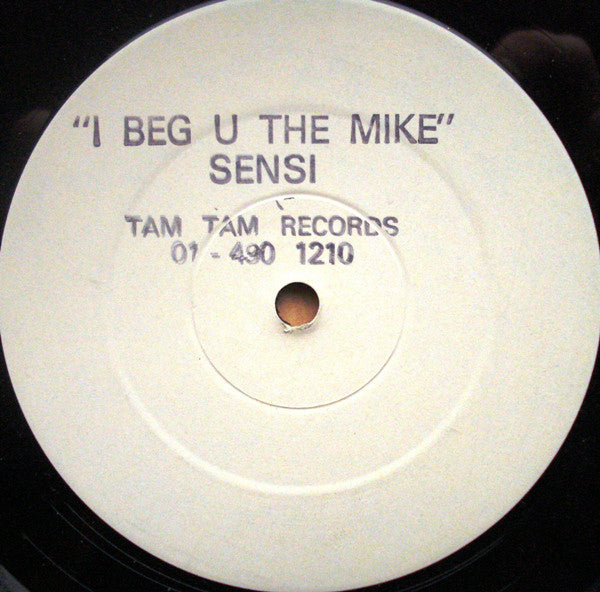 "I BEG U THE MIKE"
SENSI
TAM TAM RECORDS
01-490 1210